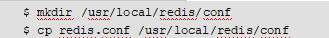 $ mkdir /usr/local/redis/conf
$ cp redis.conf /usr/local/redis/conf